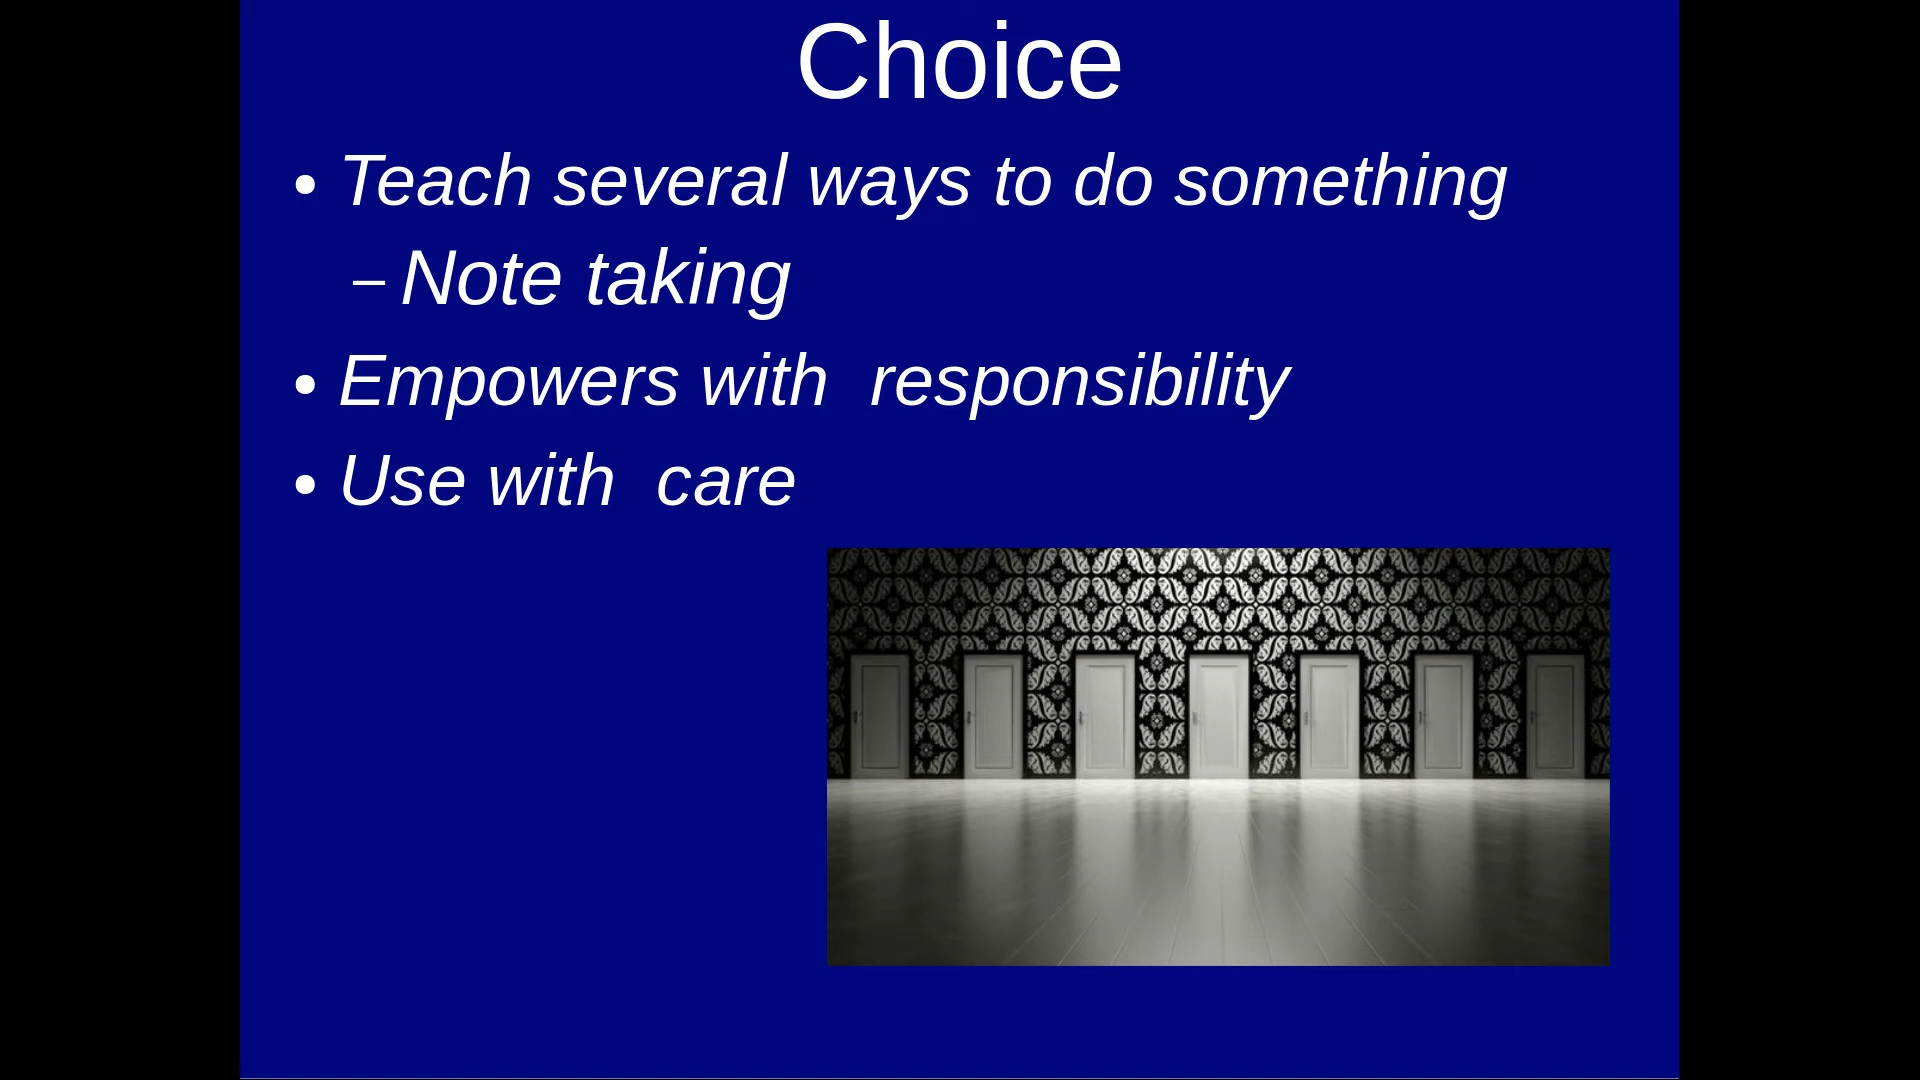 Choice
• Teach several ways to do something
– Note taking
• Empowers with  responsibility
• Use with  care